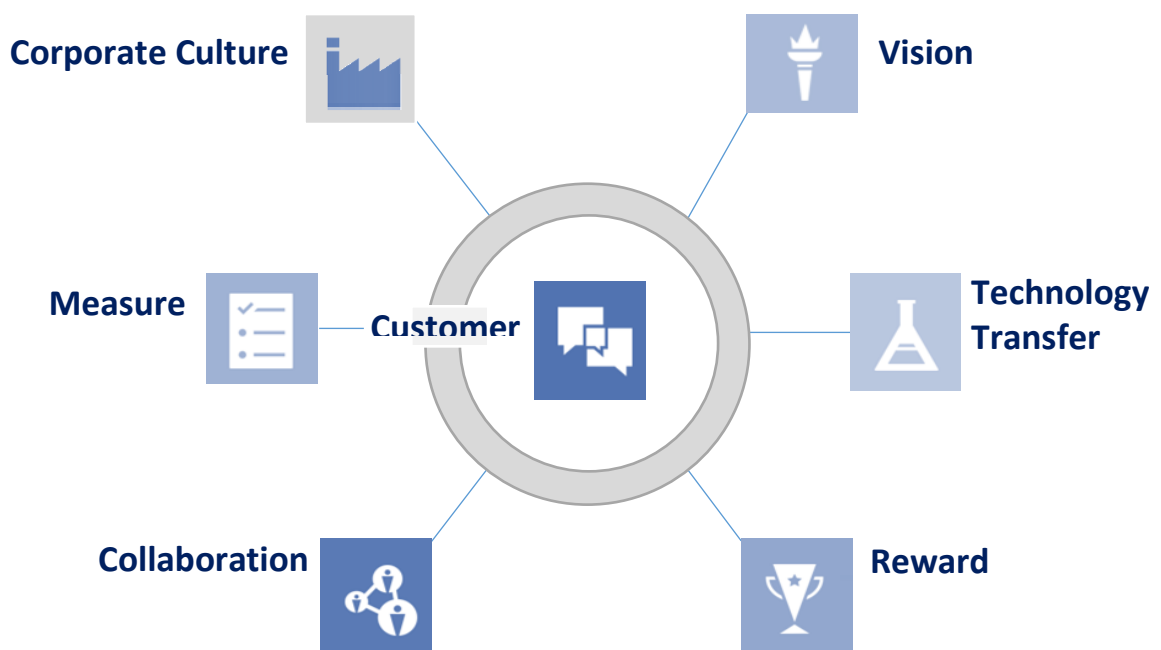 Corporate Culture
Vision
Measure
Customer
Technology
Transfer
Collaboration
Reward